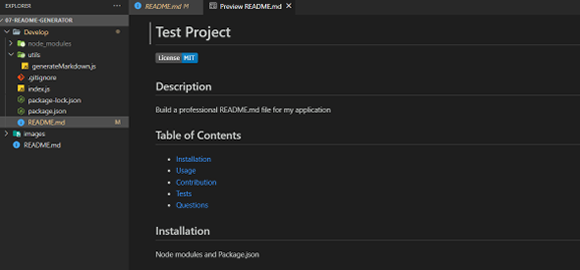 EXPLORER
07-README-GENERATOR
Develop
node_modules
utils
generateMarkdown.js
.gitignore
index.js
package-lock.json
package.json
README.md M
images
README.md
README.md M
Preview README.md
Test Project
License MIT
Description
Build a professional README.md file for my application
Table of Contents
Installation
Usage
Contribution
Tests
Questions
Installation
Node modules and Package.json